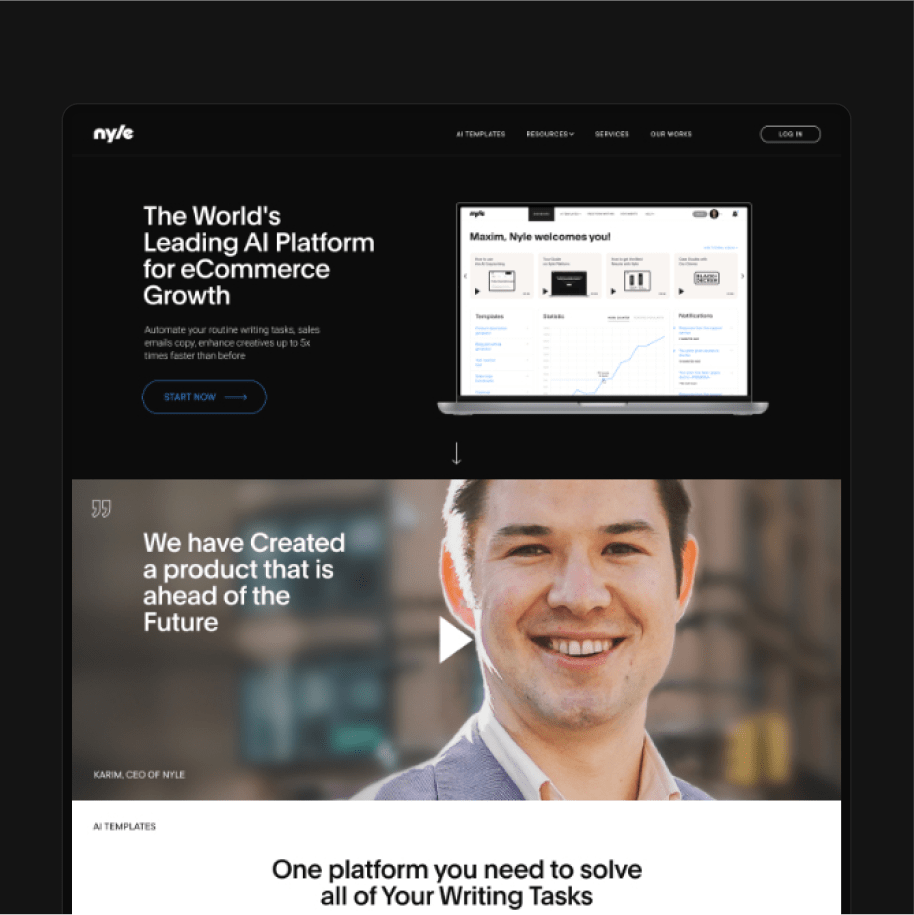 nyle
AI TEMPLATES
RESOURCES
SERVICES
OUR WORKS
LOG IN
The World's
Leading AI Platform
for eCommerce
Growth
Automate your routine writing tasks, sales
emails copy, enhance creatives up to 5x
times faster than before
START NOW
nyle
Maxim, Nyle welcomes you!
Templates
Statistic
Notifications
We have Created
a product that is
ahead of the
Future
KARIM, CEO OF NYLE
AI TEMPLATES
One platform you need to solve
all of Your Writing Tasks